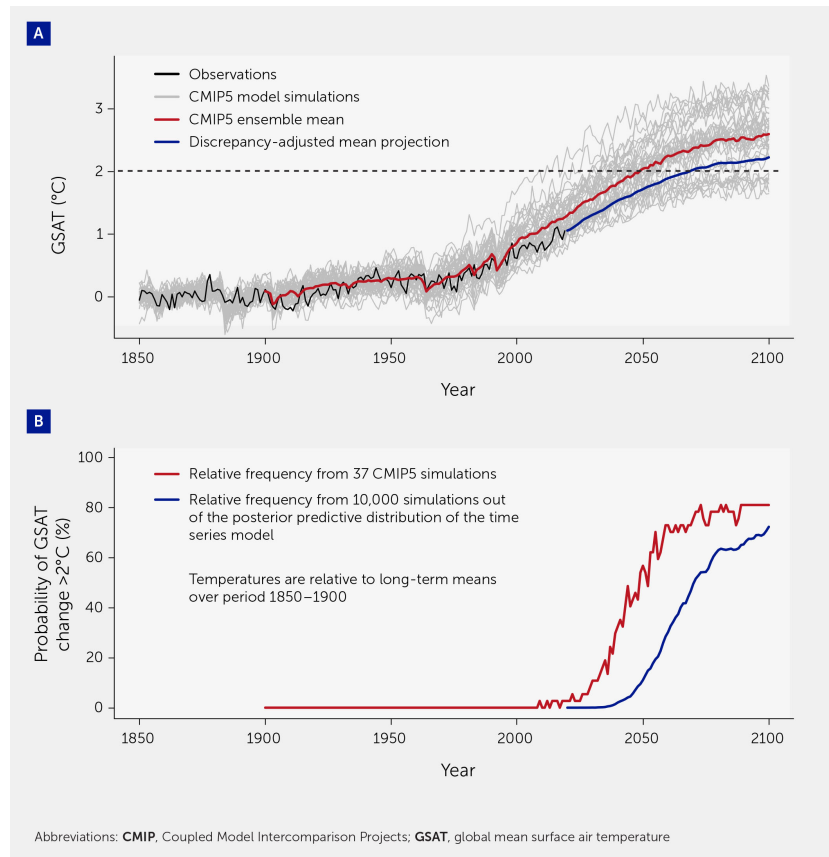 A
Observations
CMIP5 model simulations
CMIP5 ensemble mean
Discrepancy-adjusted mean projection
GSAT (°C)
3
2
1
0
1850
1900
1950
2000
2050
2100
Year
B
Relative frequency from 37 CMIP5 simulations
Relative frequency from 10,000 simulations out
of the posterior predictive distribution of the time
series model
Temperatures are relative to long-term means
over period 1850–1900
Probability of GSAT
change >2°C (%)
100
80
60
40
20
0
1850
1900
1950
2000
2050
2100
Year
Abbreviations: CMIP, Coupled Model Intercomparison Projects; GSAT, global mean surface air temperature